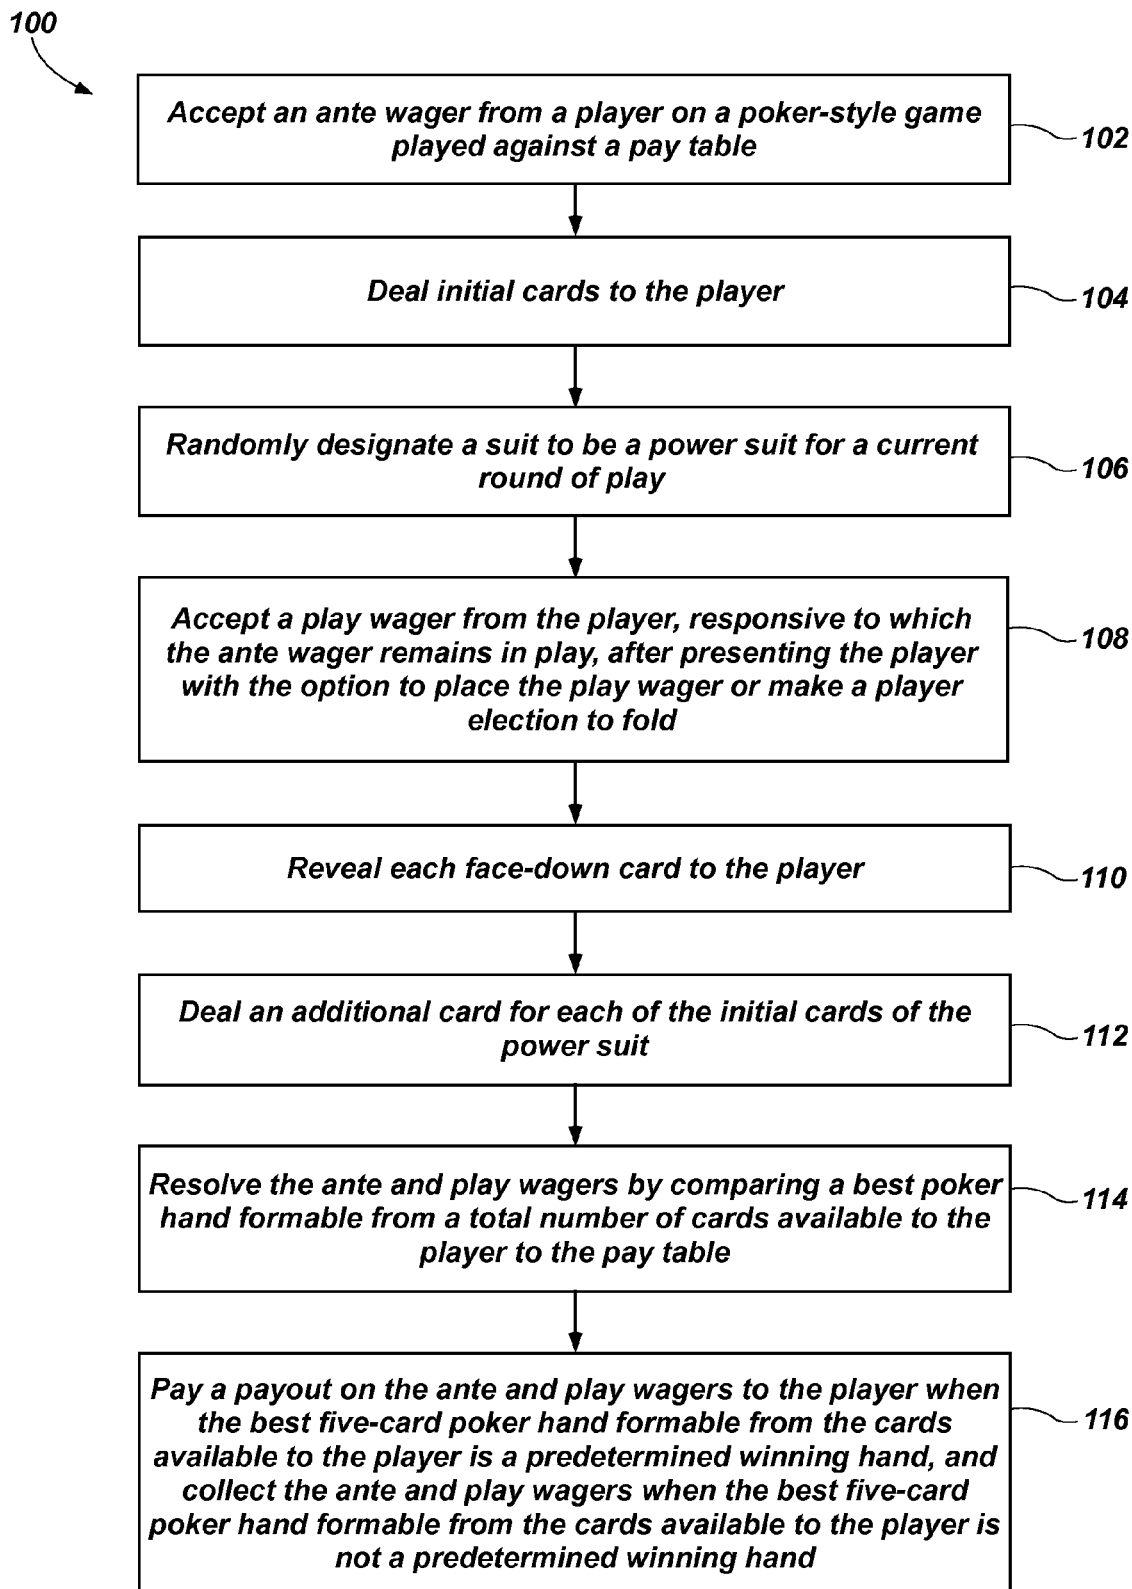 100
Accept an ante wager from a player on a poker-style game
played against a pay table
102
Deal initial cards to the player
104
Randomly designate a suit to be a power suit for a current
round of play
106
Accept a play wager from the player, responsive to which
the ante wager remains in play, after presenting the player
with the option to place the play wager or make a player
election to fold
108
Reveal each face-down card to the player
110
Deal an additional card for each of the initial cards of the
power suit
112
Resolve the ante and play wagers by comparing a best poker
hand formable from a total number of cards available to the
player to the pay table
114
Pay a payout on the ante and play wagers to the player when
the best five-card poker hand formable from the cards
available to the player is a predetermined winning hand, and
collect the ante and play wagers when the best five-card
poker hand formable from the cards available to the player is
not a predetermined winning hand
116